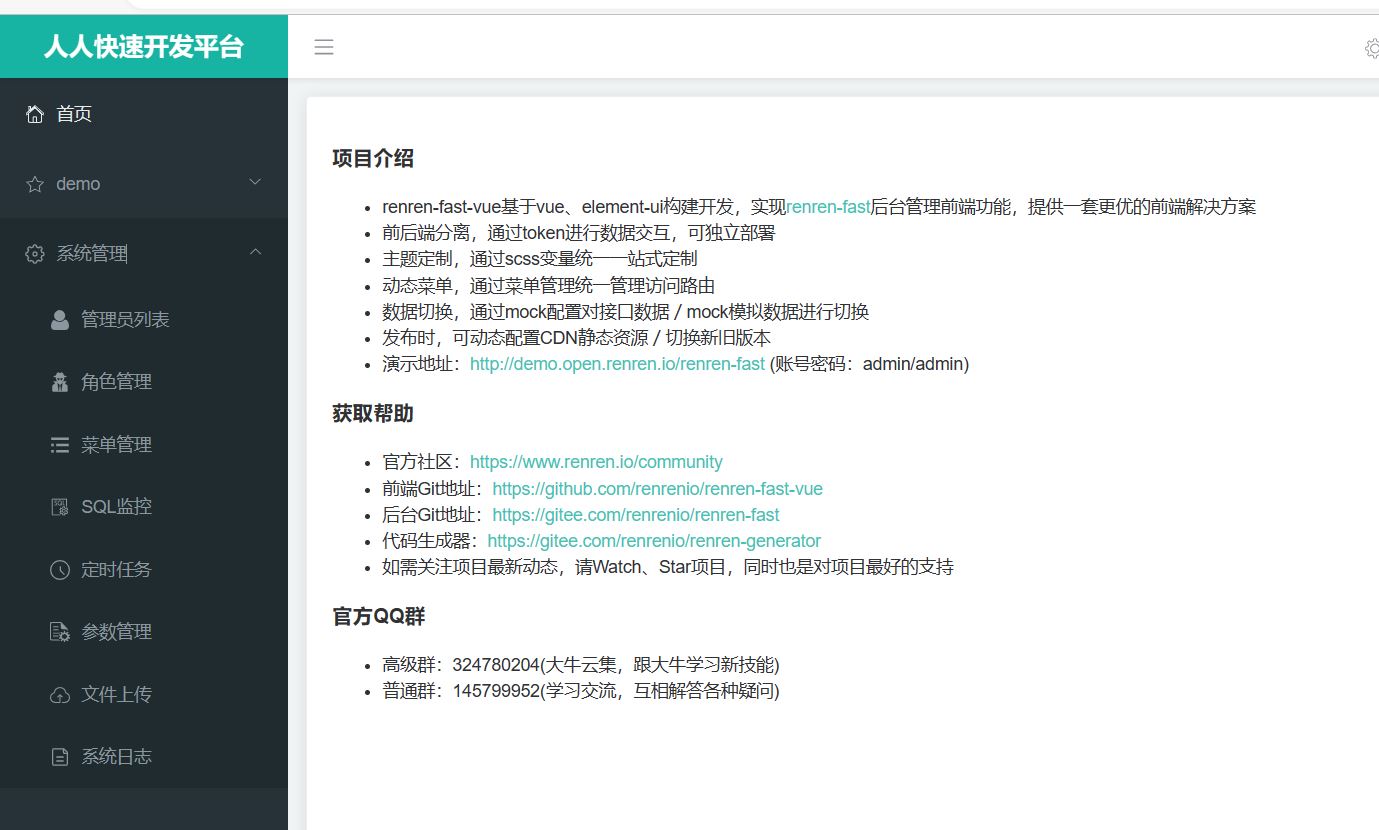 人人快速开发平台
首页
demo
系统管理
管理员列表
角色管理
菜单管理
SQL监控
定时任务
参数管理
文件上传
系统日志
项目介绍
renren-fast-vue基于vue、element-ui构建开发，实现renren-fast后台管理前端功能，提供一套更优的前端解决方案
前后端分离，通过token进行数据交互，可独立部署
主题定制，通过scss变量统一一站式定制
动态菜单，通过菜单管理统一管理访问路由
数据切换，通过mock配置对接口数据／mock模拟数据进行切换
发布时，可动态配置CDN静态资源／切换新旧版本
演示地址：http://demo.open.renren.io/renren-fast (账号密码：admin/admin)
获取帮助
官方社区：https://www.renren.io/community
前端Git地址：https://github.com/renrenio/renren-fast-vue
后台Git地址：https://gitee.com/renrenio/renren-fast
代码生成器：https://gitee.com/renrenio/renren-generator
如需关注项目最新动态，请Watch、Star项目，同时也是对项目最好的支持
官方QQ群
高级群：324780204(大牛云集，跟大牛学习新技能)
普通群：145799952(学习交流，互相解答各种疑问)